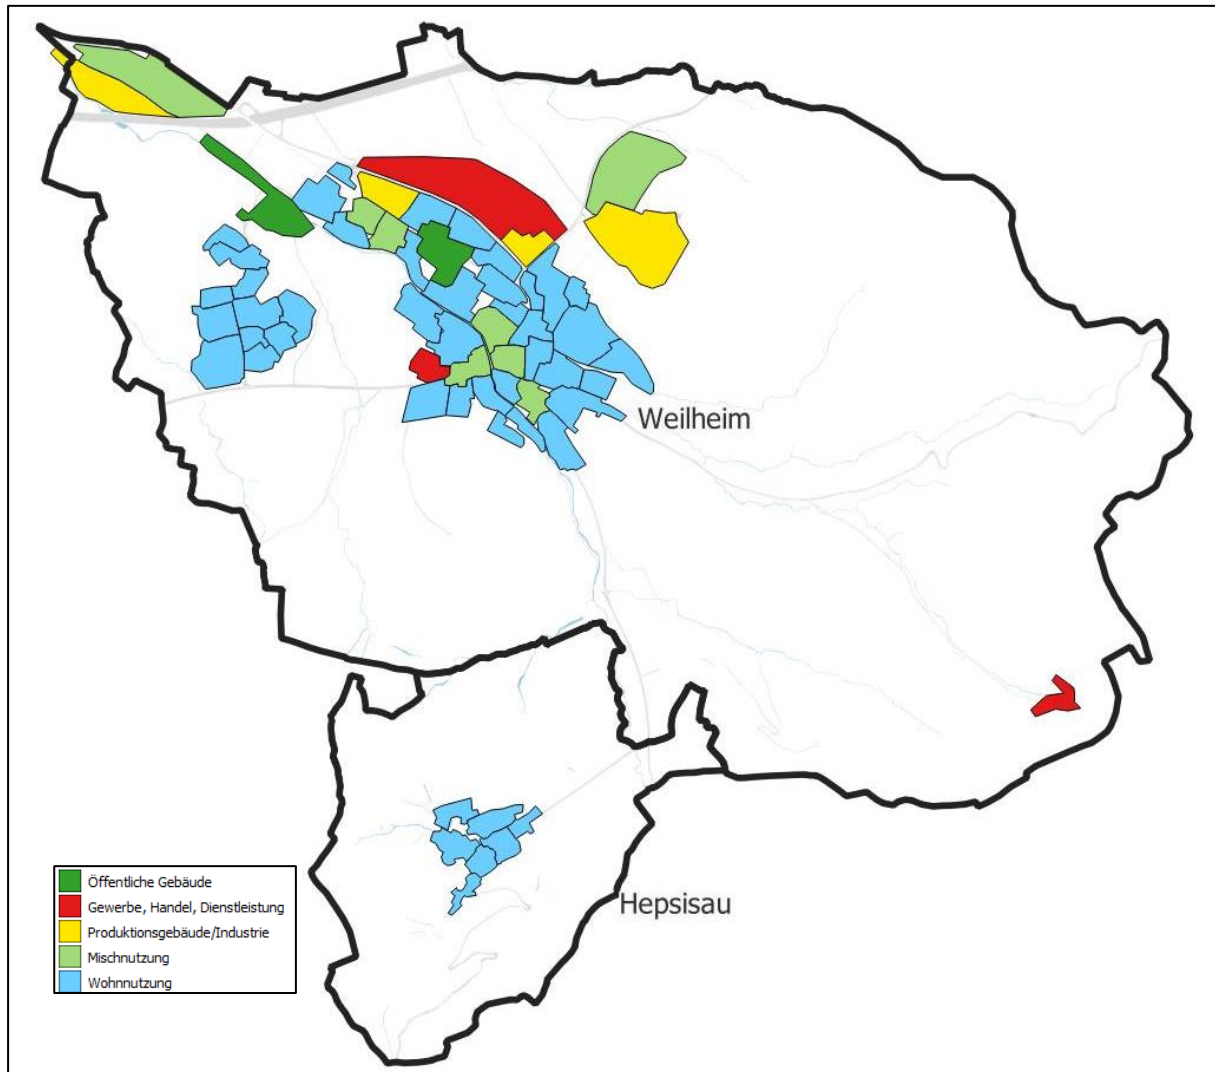 Weilheim
Hepsisau
Öffentliche Gebäude
Gewerbe, Handel, Dienstleistung
Produktionsgebäude/Industrie
Mischnutzung
Wohnnutzung